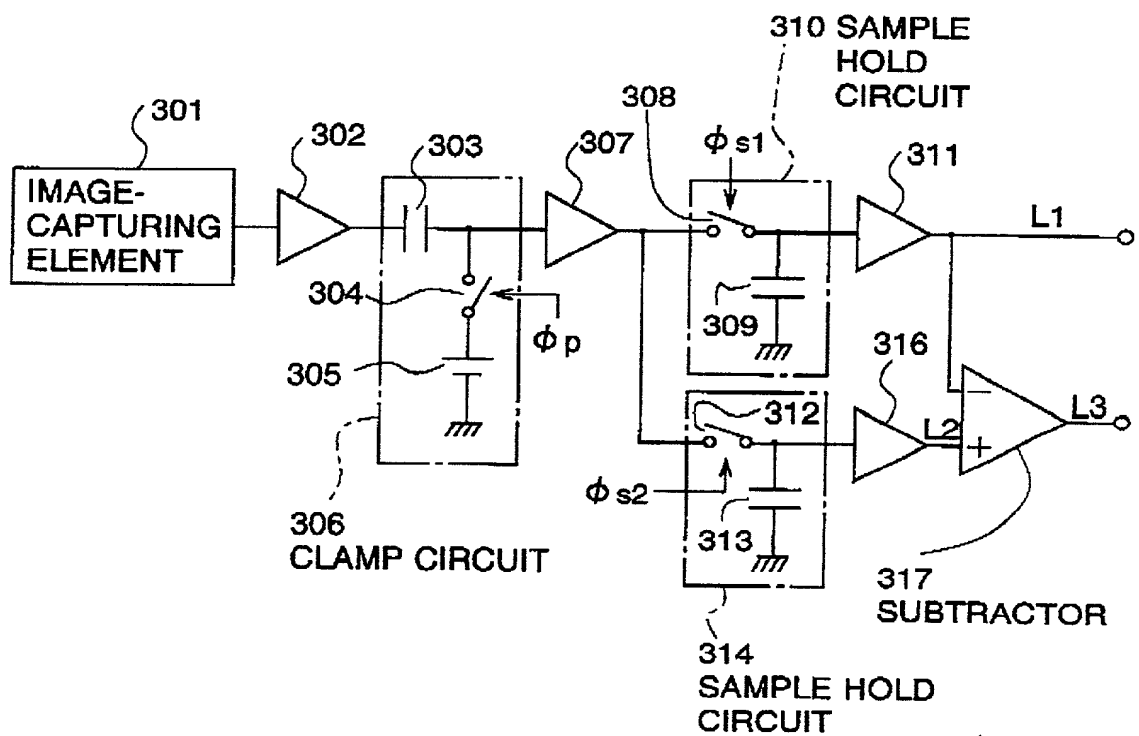 310 SAMPLE
HOLD
CIRCUIT
301
302
303
307
308
ϕ s1
311
IMAGE-
CAPTURING
ELEMENT
L1
304
ϕ p
309
305
316
312
L2
L3
−
+
ϕ s2
313
306
CLAMP CIRCUIT
317
SUBTRACTOR
314
SAMPLE HOLD
CIRCUIT